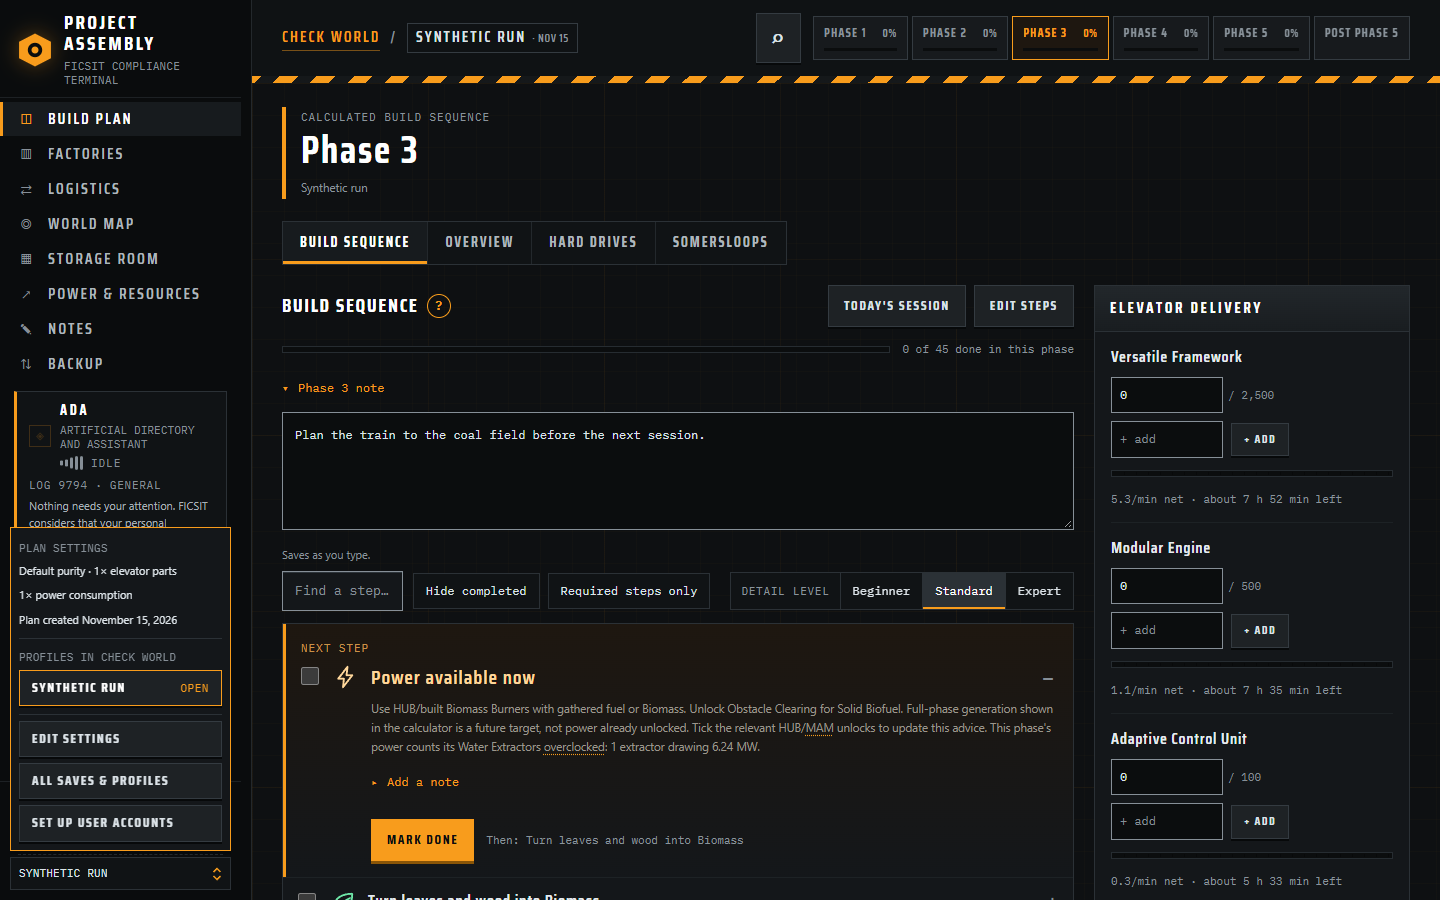 PROJECT
ASSEMBLY
FICSIT COMPLIANCE
TERMINAL
BUILD PLAN
FACTORIES
LOGISTICS
WORLD MAP
STORAGE ROOM
POWER & RESOURCES
NOTES
BACKUP
ADA
ARTIFICIAL DIRECTORY
AND ASSISTANT
IDLE
LOG 9794 · GENERAL
Nothing needs your attention. FICSIT
considers that your personal
PLAN SETTINGS
Default purity · 1× elevator parts
1× power consumption
Plan created November 15, 2026
PROFILES IN CHECK WORLD
SYNTHETIC RUN OPEN
EDIT SETTINGS
ALL SAVES & PROFILES
SET UP USER ACCOUNTS
SYNTHETIC RUN
CHECK WORLD / SYNTHETIC RUN · NOV 15
PHASE 1 0% PHASE 2 0% PHASE 3 0% PHASE 4 0% PHASE 5 0% POST PHASE 5
CALCULATED BUILD SEQUENCE
Phase 3
Synthetic run
BUILD SEQUENCE OVERVIEW HARD DRIVES SOMERSLOOPS
BUILD SEQUENCE ? TODAY'S SESSION EDIT STEPS
0 of 45 done in this phase
▾ Phase 3 note
Plan the train to the coal field before the next session.
Saves as you type.
Find a step… Hide completed Required steps only DETAIL LEVEL Beginner Standard Expert
NEXT STEP
Power available now —
Use HUB/built Biomass Burners with gathered fuel or Biomass. Unlock Obstacle Clearing for Solid Biofuel. Full-phase generation shown
in the calculator is a future target, not power already unlocked. Tick the relevant HUB/MAM unlocks to update this advice. This phase's
power counts its Water Extractors overclocked: 1 extractor drawing 6.24 MW.
▸ Add a note
MARK DONE Then: Turn leaves and wood into Biomass
Turn leaves and wood into Biomass
ELEVATOR DELIVERY
Versatile Framework
0 / 2,500
+ add + ADD
5.3/min net · about 7 h 52 min left
Modular Engine
0 / 500
+ add + ADD
1.1/min net · about 7 h 35 min left
Adaptive Control Unit
0 / 100
+ add + ADD
0.3/min net · about 5 h 33 min left